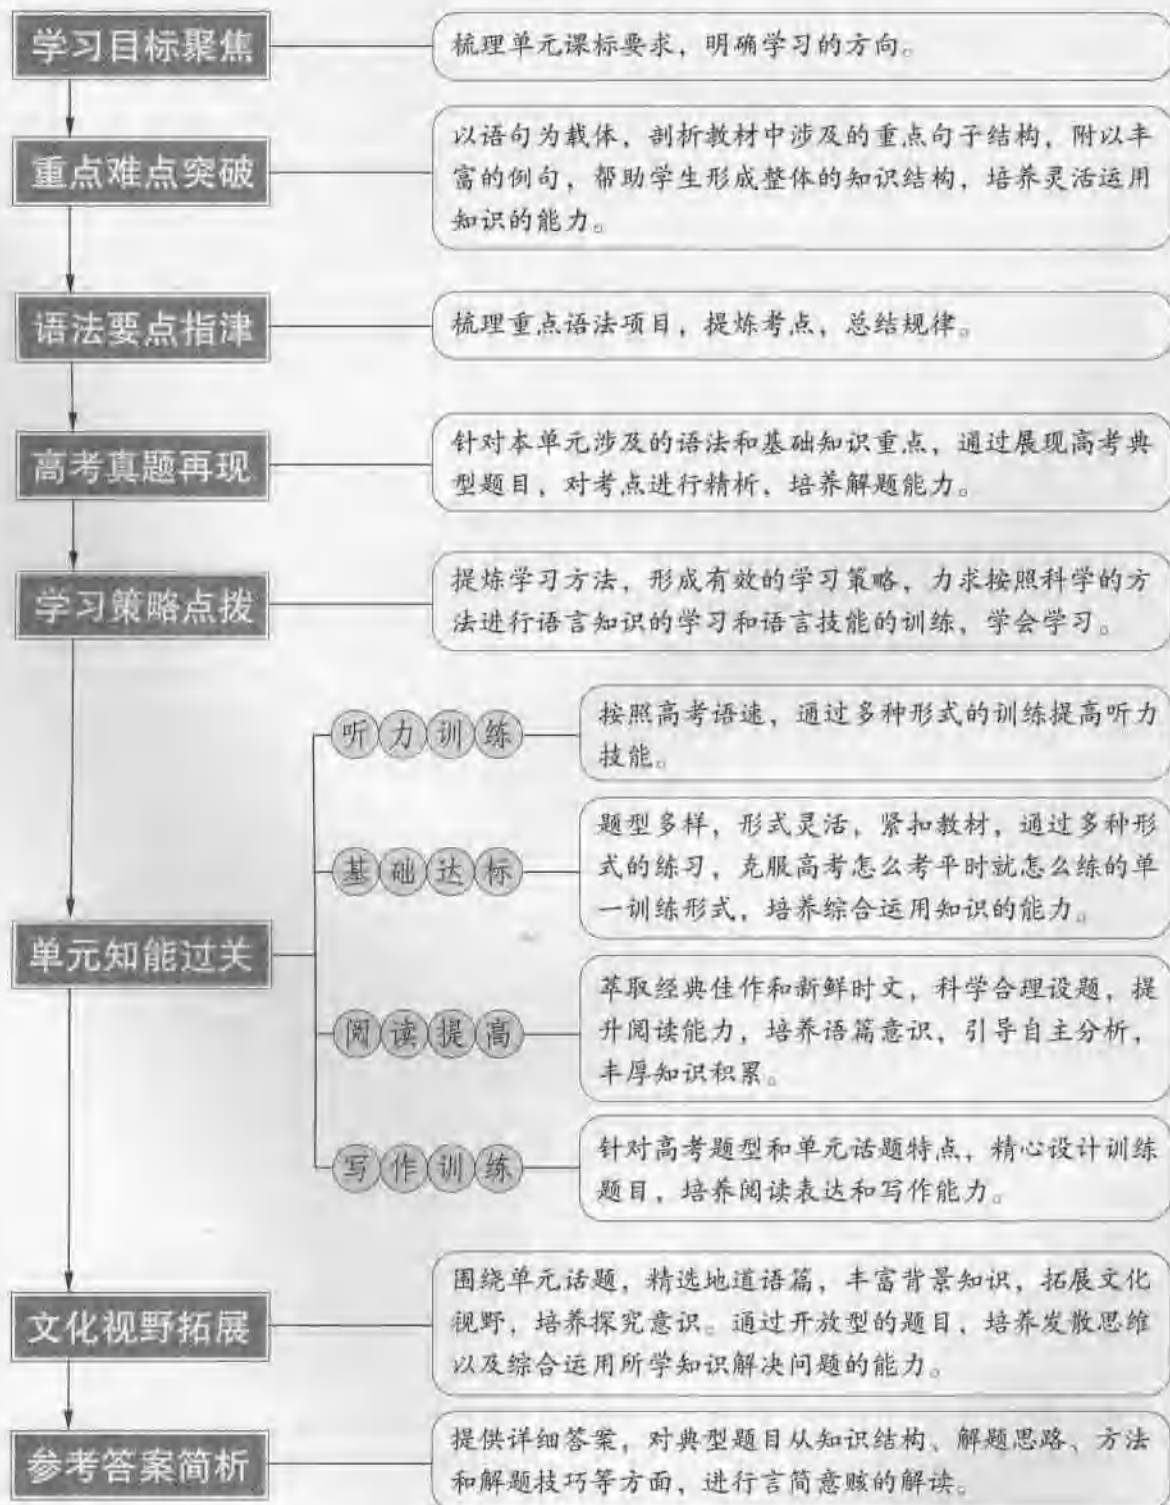 学习目标聚焦
梳理单元课标要求，明确学习的方向。
重点难点突破
以语句为载体，剖析教材中涉及的重点句子结构，附以丰
富的例句，帮助学生形成整体的知识结构，培养灵活运用
知识的能力。
语法要点指津
梳理重点语法项目，提炼考点，总结规律。
高考真题再现
针对本单元涉及的语法和基础知识重点，通过展现高考典
型题目，对考点进行精析，培养解题能力。
学习策略点拨
提炼学习方法，形成有效的学习策略，力求按照科学的方
法进行语言知识的学习和语言技能的训练，学会学习。
单元知能过关
听力训练
按照高考语速，通过多种形式的训练提高听力
技能。
基础达标
题型多样，形式灵活，紧扣教材，通过多种形
式的练习，克服高考怎么考平时就怎么练的单
一训练形式，培养综合运用知识的能力。
阅读提高
萃取经典佳作和新鲜时文，科学合理设题，提
升阅读能力，培养语篇意识，引导自主分析，
丰厚知识积累。
写作训练
针对高考题型和单元话题特点，精心设计训练
题目，培养阅读表达和写作能力。
文化视野拓展
围绕单元话题，精选地道语篇，丰富背景知识，拓展文化
视野，培养探究意识。通过开放型的题目，培养发散思维
以及综合运用所学知识解决问题的能力。
参考答案简析
提供详细答案，对典型题目从知识结构、解题思路、方法
和解题技巧等方面，进行言简意赅的解读。